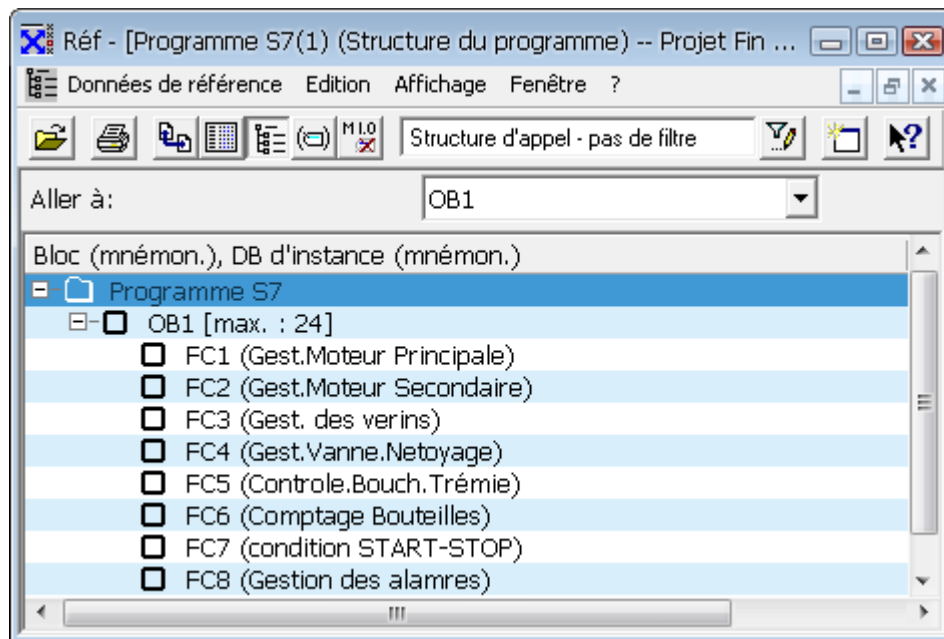 Réf - [Programme S7(1) (Structure du programme) -- Projet Fin ...
Données de référence Edition Affichage Fenêtre ?
M I.O Structure d'appel - pas de filtre
Aller à: OB1
Bloc (mnémon.), DB d'instance (mnémon.)
Programme S7
OB1 [max. : 24]
FC1 (Gest.Moteur Principale)
FC2 (Gest.Moteur Secondaire)
FC3 (Gest. des verins)
FC4 (Gest.Vanne.Netoyage)
FC5 (Controle.Bouch.Trémie)
FC6 (Comptage Bouteilles)
FC7 (condition START-STOP)
FC8 (Gestion des alamres)